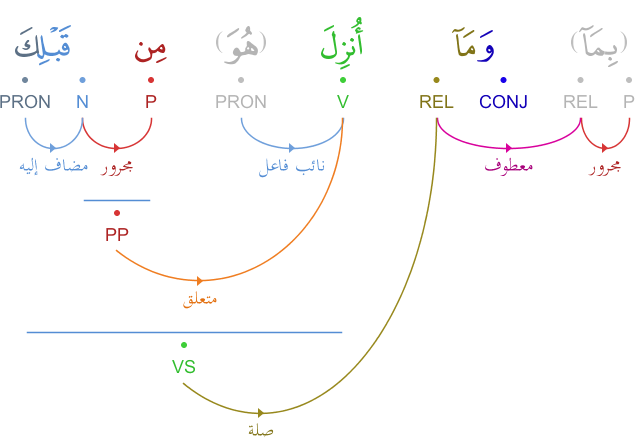 (بِمَآ) وَمَآ أُنزِلَ (هُوَ) مِن قَبْلِكَ
PRON N P PRON V REL CONJ REL P
مضاف إليه مجرور نائب فاعل معطوف مجرور
PP
متعلق
VS
صلة